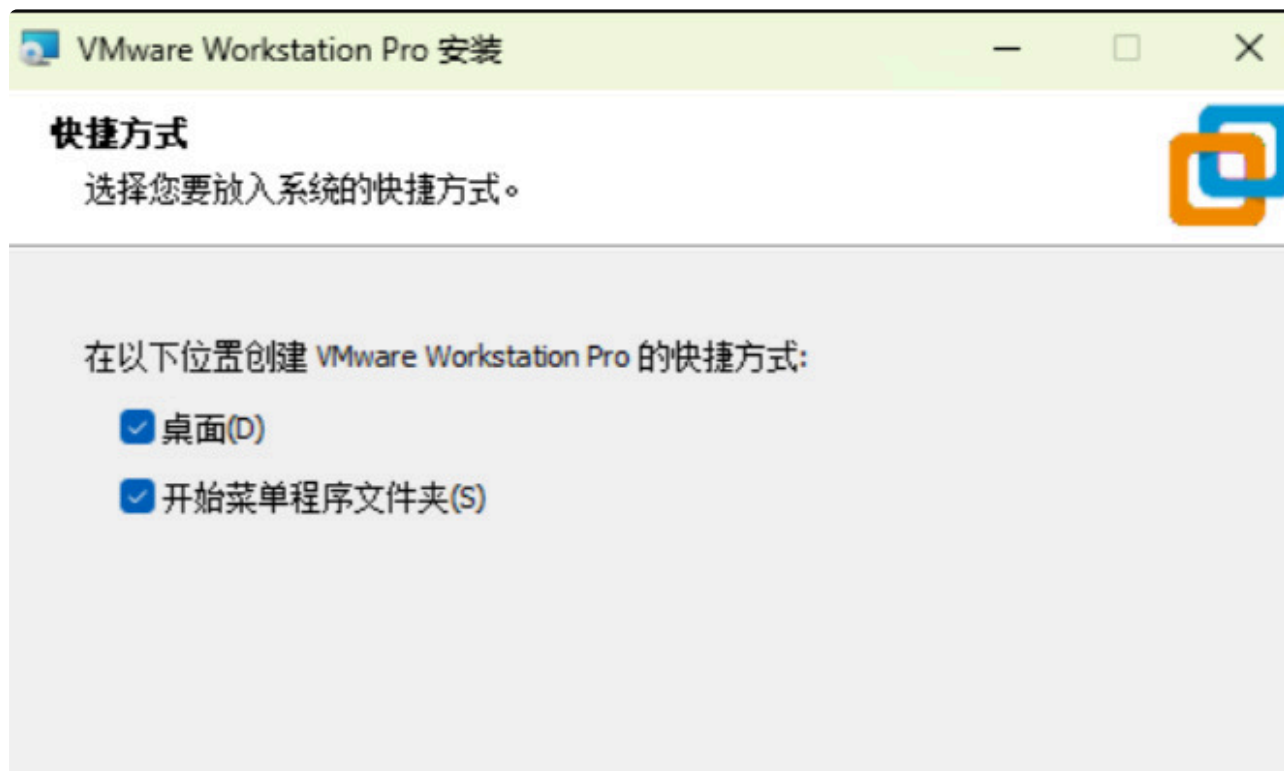 VMware Workstation Pro 安装
快捷方式
选择您要放入系统的快捷方式。
在以下位置创建 VMware Workstation Pro 的快捷方式:
桌面(D)
开始菜单程序文件夹(S)